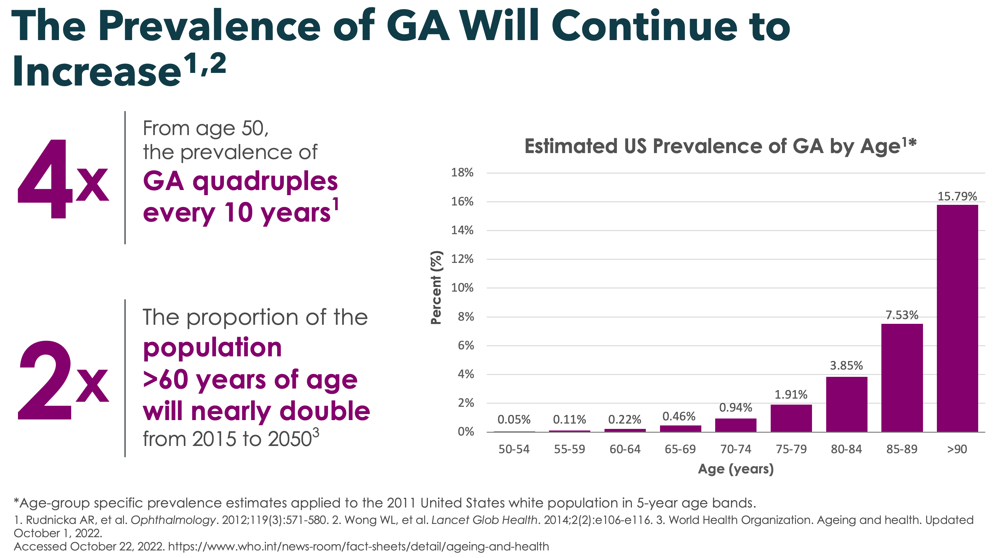 The Prevalence of GA Will Continue to
Increase1,2
4x
From age 50,
the prevalence of
GA quadruples
every 10 years1
2x
The proportion of the
population
>60 years of age
will nearly double
from 2015 to 20503
Estimated US Prevalence of GA by Age1*
Percent (%)
18%
16%
14%
12%
10%
8%
6%
4%
2%
0%
0.05%
0.11%
0.22%
0.46%
0.94%
1.91%
3.85%
7.53%
15.79%
50-54
55-59
60-64
65-69
70-74
75-79
80-84
85-89
>90
Age (years)
*Age-group specific prevalence estimates applied to the 2011 United States white population in 5-year age bands.
1. Rudnicka AR, et al. Ophthalmology. 2012;119(3):571-580. 2. Wong WL, et al. Lancet Glob Health. 2014;2(2):e106-e116. 3. World Health Organization. Ageing and health. Updated
October 1, 2022.
Accessed October 22, 2022. https://www.who.int/news-room/fact-sheets/detail/ageing-and-health